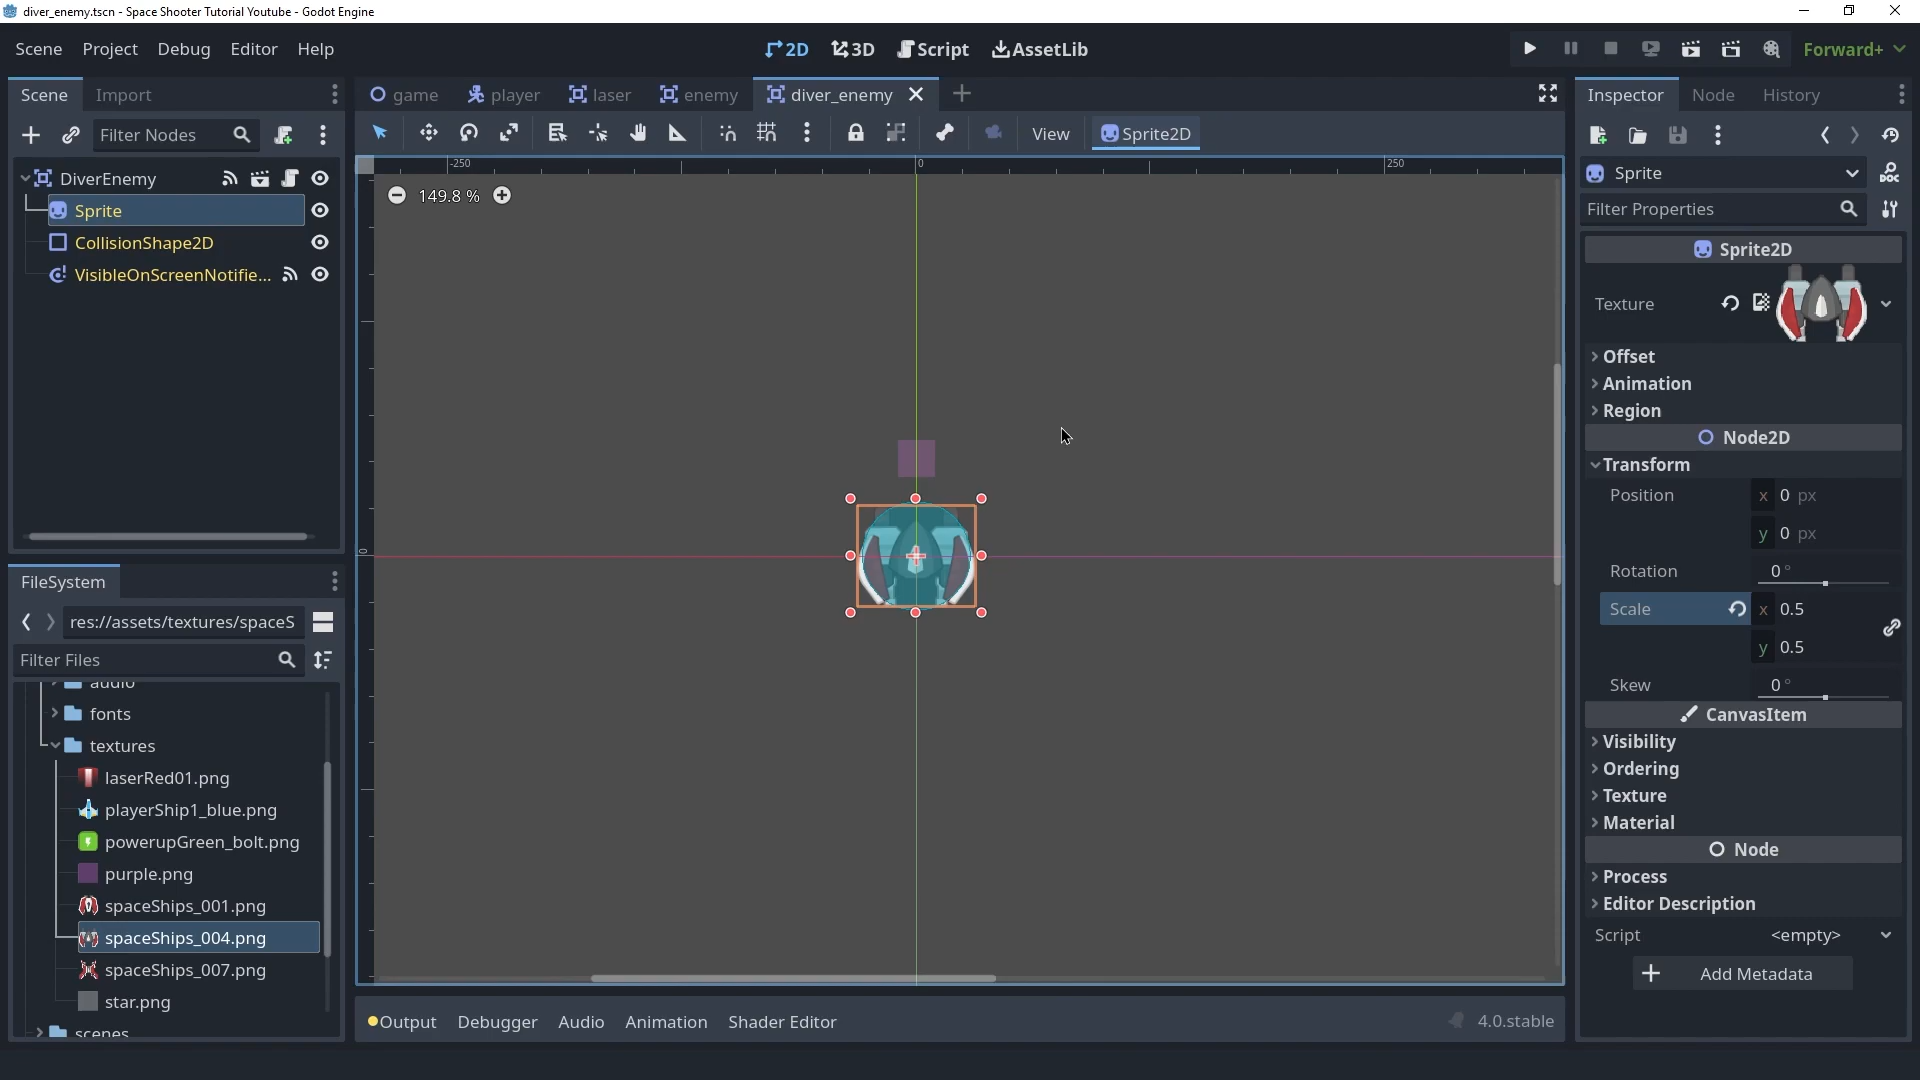 diver_enemy.tscn - Space Shooter Tutorial Youtube - Godot Engine
Scene Project Debug Editor Help
2D 3D Script AssetLib
Forward+
Scene Import
game player laser enemy diver_enemy
Inspector Node History
Filter Nodes
View Sprite2D
-250 0 250
149.8 %
DiverEnemy
Sprite
CollisionShape2D
VisibleOnScreenNotifie...
0
Sprite
Filter Properties
Sprite2D
Texture
Offset
Animation
Region
Node2D
Transform
Position x 0 px
y 0 px
Rotation 0 °
Scale x 0.5
y 0.5
Skew 0 °
CanvasItem
Visibility
Ordering
Texture
Material
Node
Process
Editor Description
Script <empty>
Add Metadata
FileSystem
res://assets/textures/spaceS
Filter Files
audio
fonts
textures
laserRed01.png
playerShip1_blue.png
powerupGreen_bolt.png
purple.png
spaceShips_001.png
spaceShips_004.png
spaceShips_007.png
star.png
scenes
Output Debugger Audio Animation Shader Editor
4.0.stable